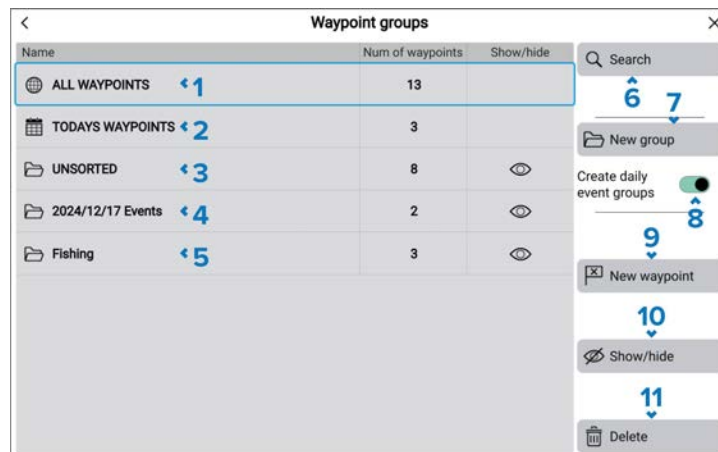 Waypoint groups
Name Num of waypoints Show/hide
ALL WAYPOINTS 1 13
TODAYS WAYPOINTS 2 3
UNSORTED 3 8
2024/12/17 Events 4 2
Fishing 5 3
Search
6 7
New group
Create daily
event groups
8
9
New waypoint
10
Show/hide
11
Delete